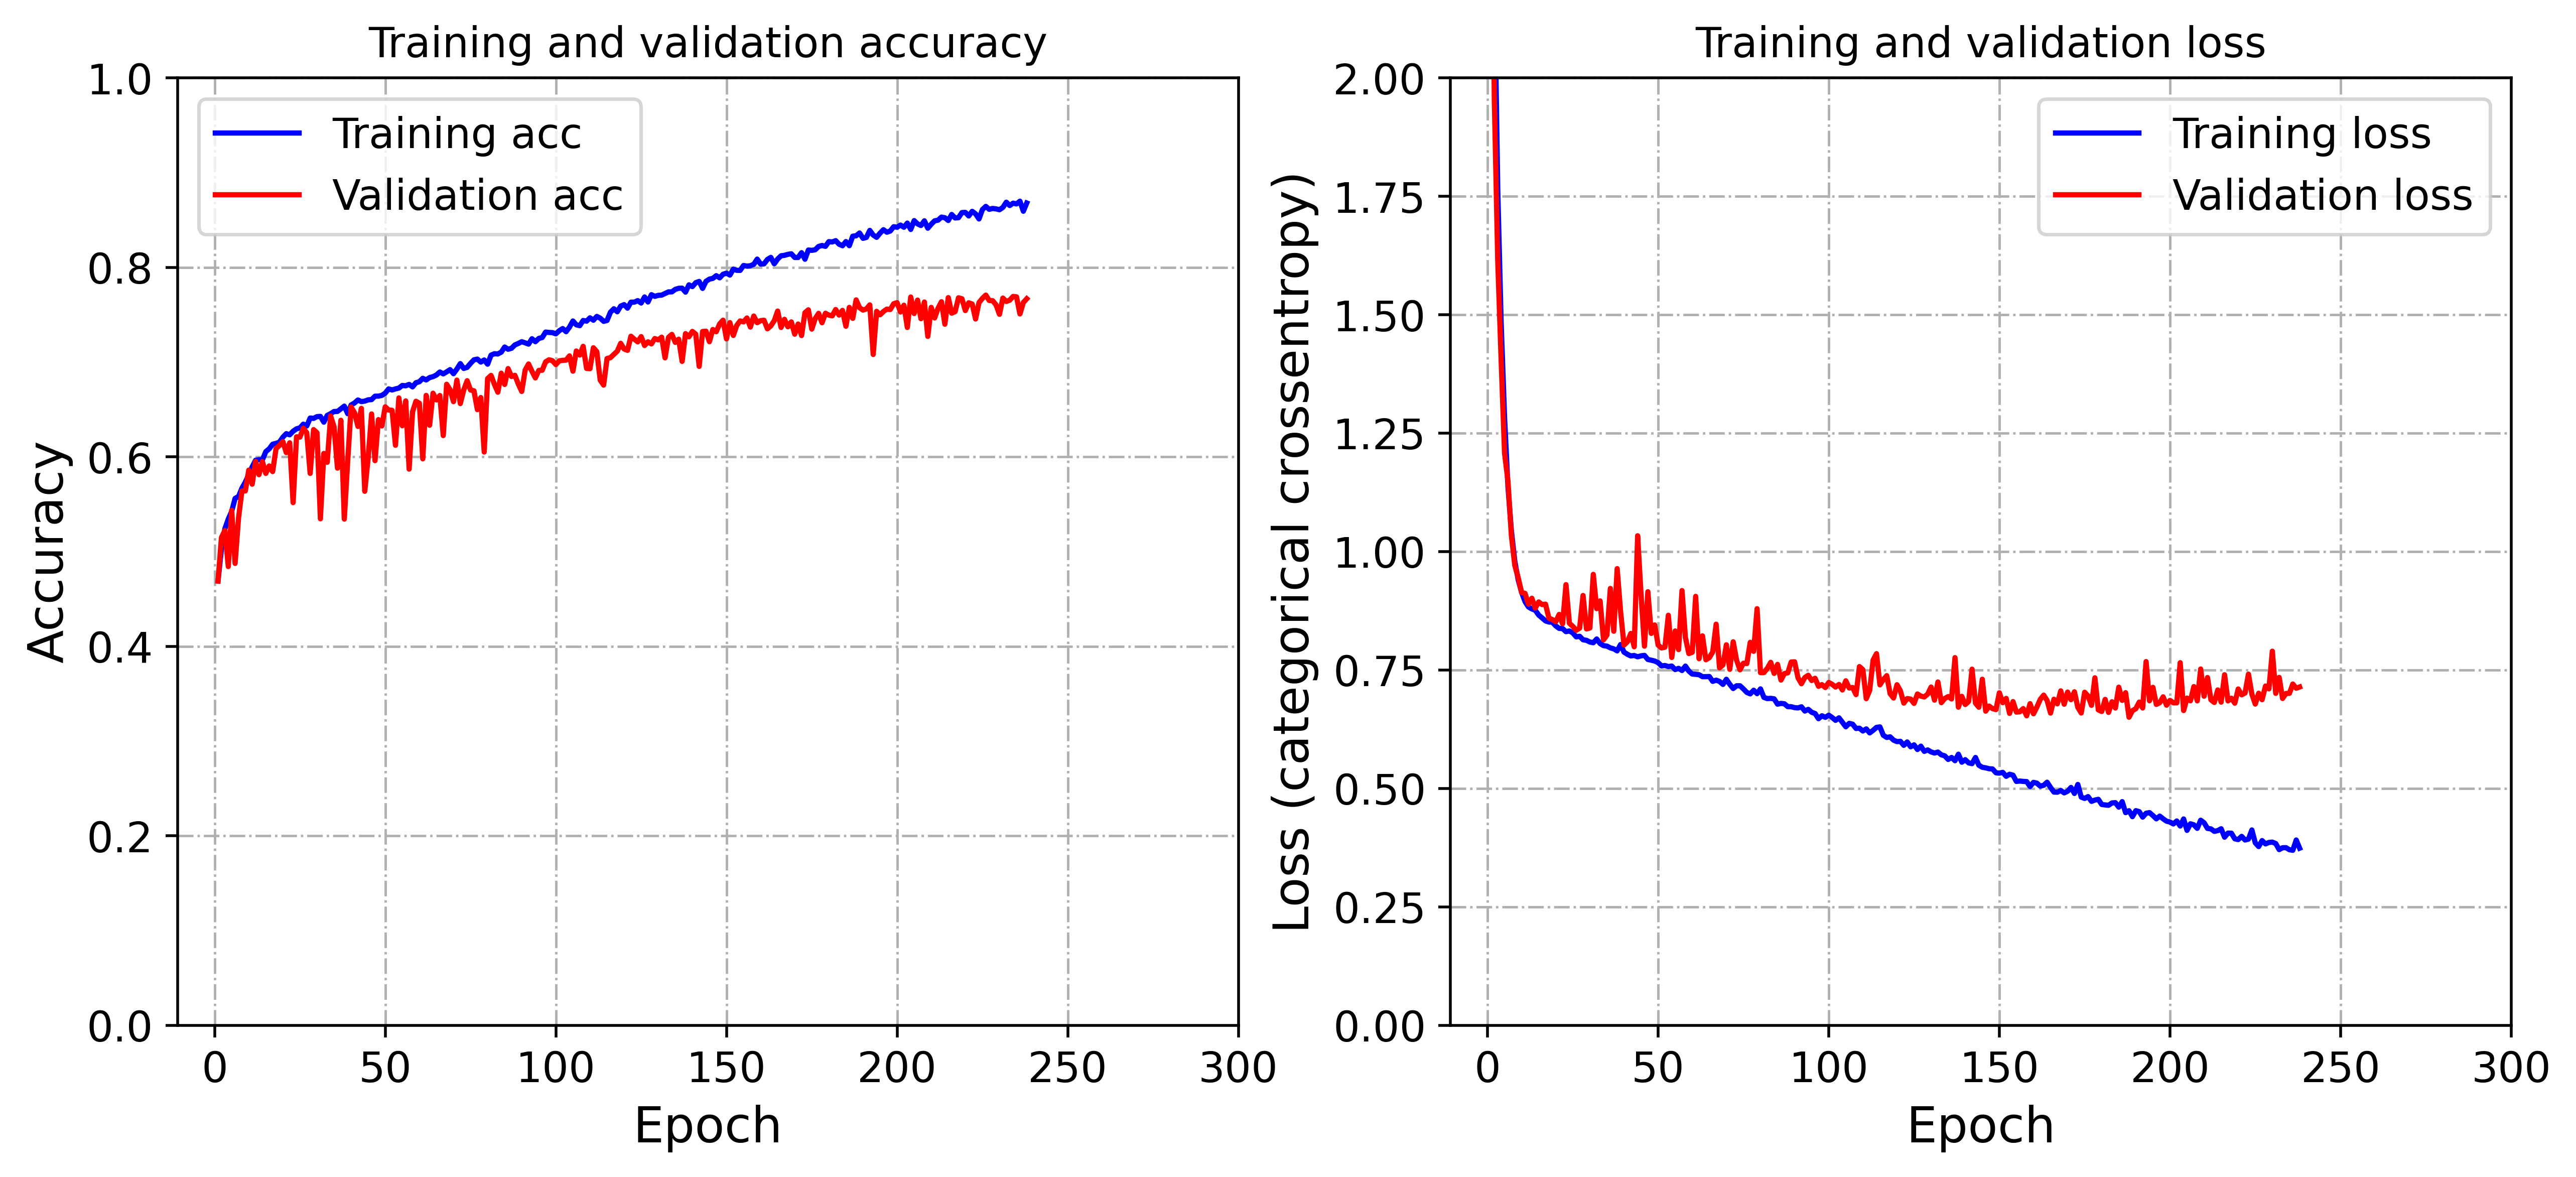 Training and validation accuracy
1.0
0.8
0.6
0.4
0.2
0.0
Accuracy
Training acc
Validation acc
0 50 100 150 200 250 300
Epoch
Training and validation loss
2.00
1.75
1.50
1.25
1.00
0.75
0.50
0.25
0.00
Loss (categorical crossentropy)
Training loss
Validation loss
0 50 100 150 200 250 300
Epoch